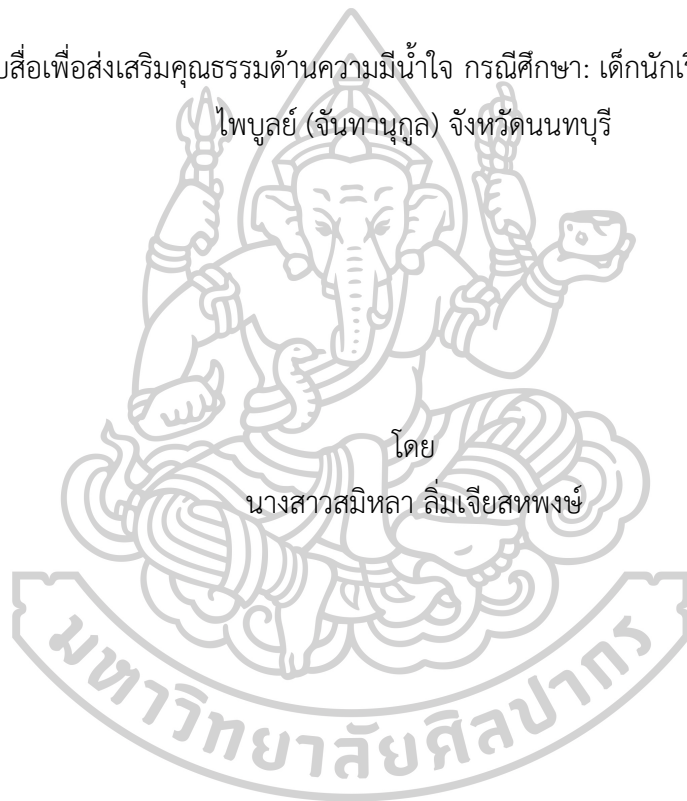 สื่อเพื่อส่งเสริมคุณธรรมด้านความมีน้ำใจ กรณีศึกษา: เด็กนักเรี
ไพบูลย์ (จันทานุกูล) จังหวัดนนทบุรี
โดย
นางสาวสมิหลา ลิ่มเจียสหพงษ์
มหาวิทยาลัยศิลปากร